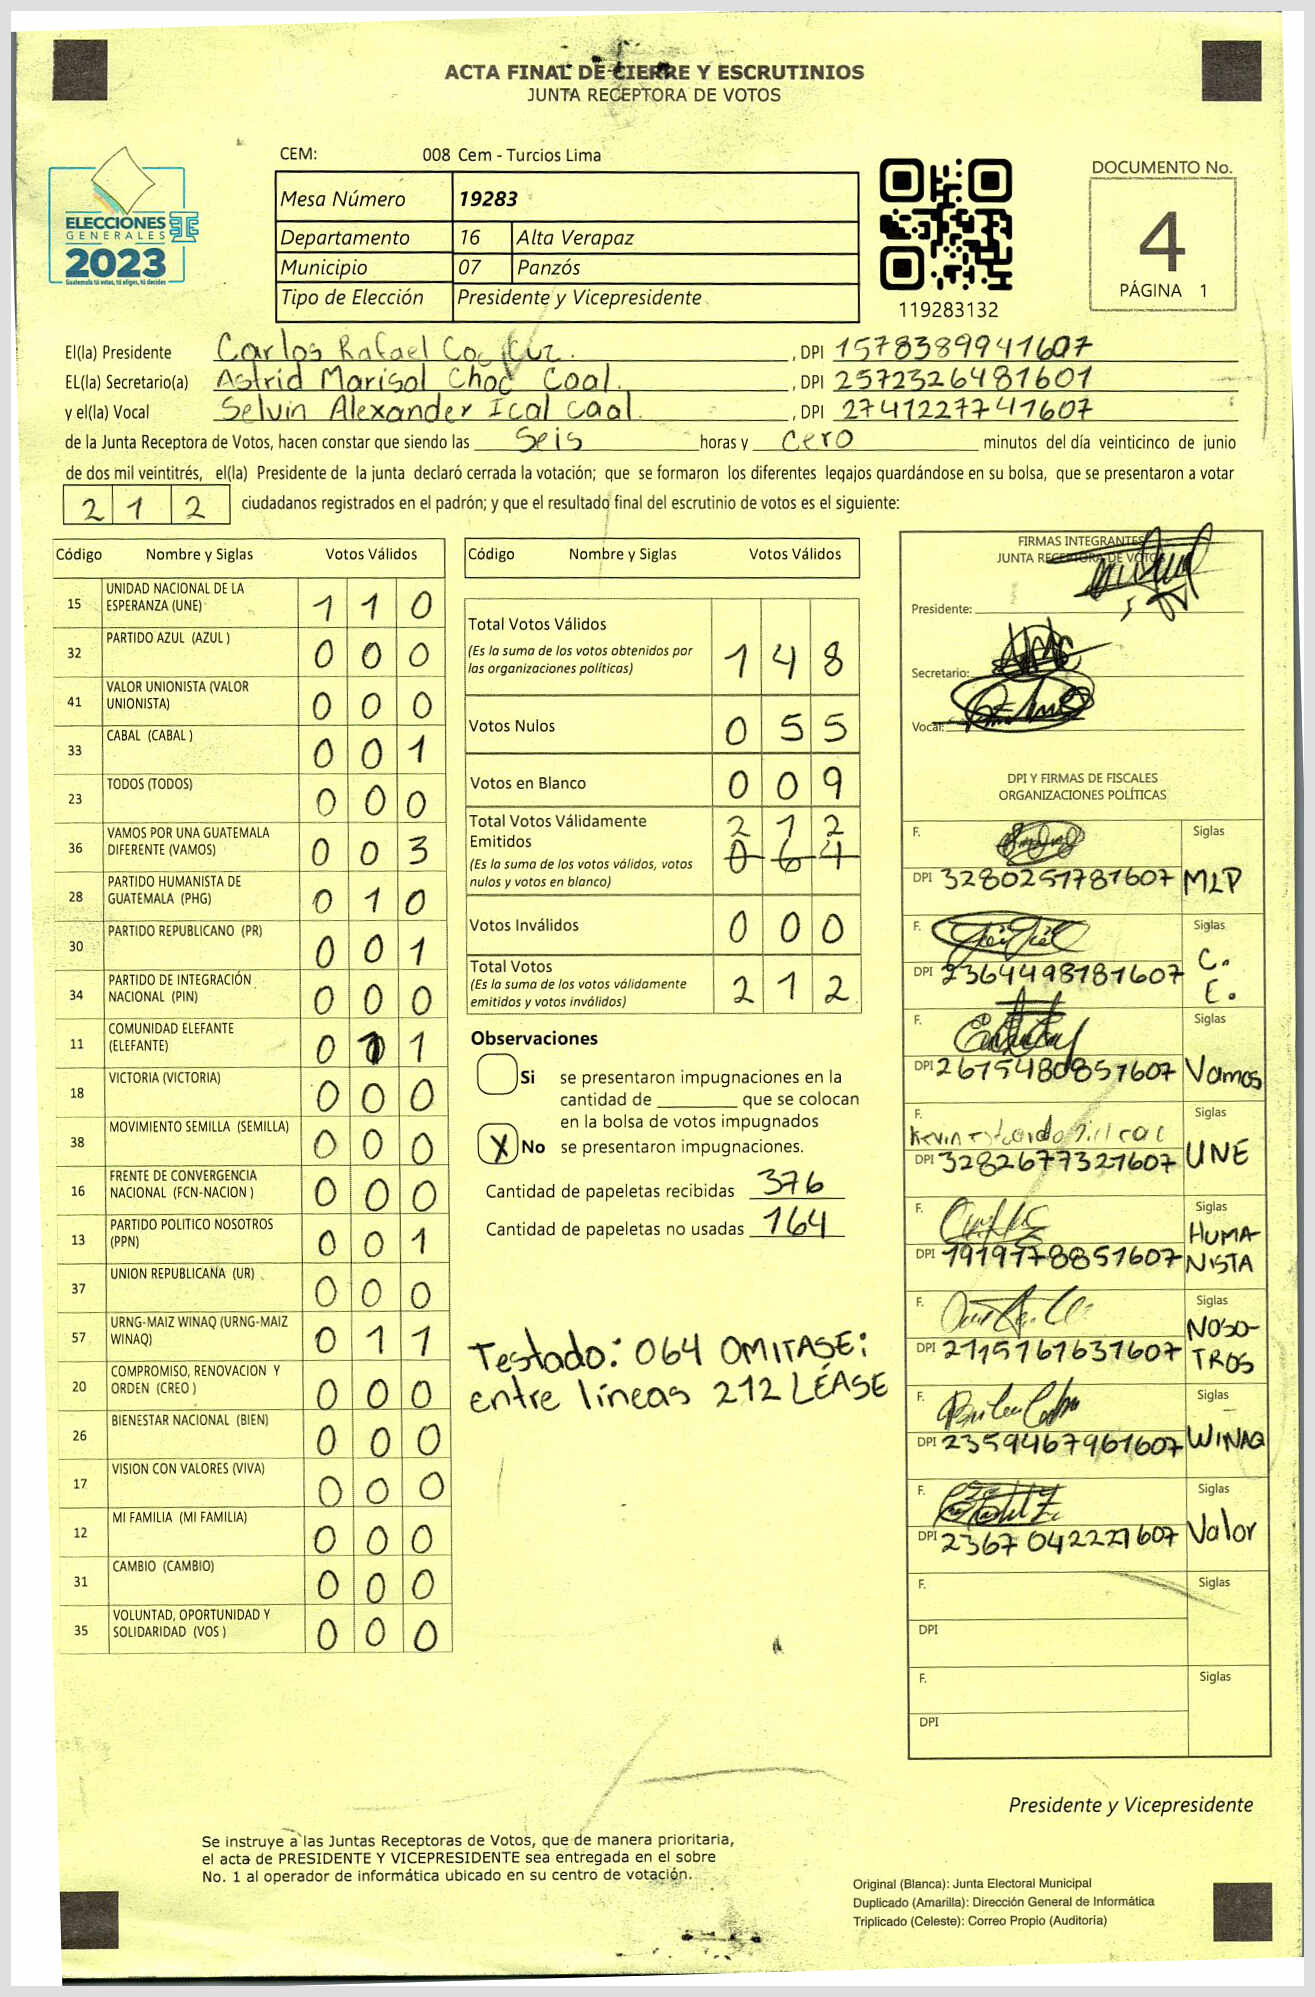 ACTA FINAL DE CIERRE Y ESCRUTINIOS
JUNTA RECEPTORA DE VOTOS
ELECCIONES
GENERALES
2023
Guatemala tú votas, tú eliges, tú decides
CEM: 008 Cem - Turcios Lima
Mesa Número 19283
Departamento 16 Alta Verapaz
Municipio 07 Panzós
Tipo de Elección Presidente y Vicepresidente
119283132
DOCUMENTO No.
4
PÁGINA 1
El(la) Presidente Carlos Rafael , DPI 1578389941607
EL(la) Secretario(a) Astrid Marisol Choc Caal. , DPI 2572326481601
y el(la) Vocal Selvin Alexander Ical caal. , DPI 2741227741607
de la Junta Receptora de Votos, hacen constar que siendo las Seis horas y cero minutos del día veinticinco de junio
de dos mil veintitrés, el(la) Presidente de la junta declaró cerrada la votación; que se formaron los diferentes legajos quardándose en su bolsa, que se presentaron a votar
212 ciudadanos registrados en el padrón; y que el resultado final del escrutinio de votos es el siguiente:
Código Nombre y Siglas Votos Válidos
15 UNIDAD NACIONAL DE LA ESPERANZA (UNE) 1 1 0
32 PARTIDO AZUL (AZUL ) 0 0 0
41 VALOR UNIONISTA (VALOR UNIONISTA) 0 0 0
33 CABAL (CABAL ) 0 0 1
23 TODOS (TODOS) 0 0 0
36 VAMOS POR UNA GUATEMALA DIFERENTE (VAMOS) 0 0 3
28 PARTIDO HUMANISTA DE GUATEMALA (PHG) 0 1 0
30 PARTIDO REPUBLICANO (PR) 0 0 1
34 PARTIDO DE INTEGRACIÓN NACIONAL (PIN) 0 0 0
11 COMUNIDAD ELEFANTE (ELEFANTE) 0 1 1
18 VICTORIA (VICTORIA) 0 0 0
38 MOVIMIENTO SEMILLA (SEMILLA) 0 0 0
16 FRENTE DE CONVERGENCIA NACIONAL (FCN-NACION ) 0 0 0
13 PARTIDO POLITICO NOSOTROS (PPN) 0 0 1
37 UNION REPUBLICANA (UR) 0 0 0
57 URNG-MAIZ WINAQ (URNG-MAIZ WINAQ) 0 1 1
20 COMPROMISO, RENOVACION Y ORDEN (CREO ) 0 0 0
26 BIENESTAR NACIONAL (BIEN) 0 0 0
17 VISION CON VALORES (VIVA) 0 0 0
12 MI FAMILIA (MI FAMILIA) 0 0 0
31 CAMBIO (CAMBIO) 0 0 0
35 VOLUNTAD, OPORTUNIDAD Y SOLIDARIDAD (VOS ) 0 0 0
Código Nombre y Siglas Votos Válidos
Total Votos Válidos 1 4 8
(Es la suma de los votos obtenidos por
las organizaciones políticas)
Votos Nulos 0 5 5
Votos en Blanco 0 0 9
Total Votos Válidamente 2 1 2
Emitidos 0 6 4
(Es la suma de los votos válidos, votos
nulos y votos en blanco)
Votos Inválidos 0 0 0
Total Votos 2 1 2
(Es la suma de los votos válidamente
emitidos y votos inválidos)
Observaciones
Si se presentaron impugnaciones en la
cantidad de ________ que se colocan
en la bolsa de votos impugnados
X No se presentaron impugnaciones.
Cantidad de papeletas recibidas 376
Cantidad de papeletas no usadas 164
Testado: 064 OMITASE;
entre líneas 212 LÉASE
FIRMAS INTEGRANTES
JUNTA RECEPTORA DE VOTOS
Presidente:
Secretario:
Vocal:
DPI Y FIRMAS DE FISCALES
ORGANIZACIONES POLÍTICAS
F. Siglas
DPI 3280251781607 MLP
F. Siglas
DPI 2364498181607 C. E.
F. Siglas
DPI 2675480851607 Vamos
F. Kevin Siglas
DPI 3282677321607 UNE
F. Siglas
DPI 1919778851607 HUMANISTA
F. Siglas
DPI 2115761631607 NOSOTROS
F. Siglas
DPI 2359467961607 WINAQ
F. Siglas
DPI 2367042221607 Valor
F. Siglas
DPI
F. Siglas
DPI
Presidente y Vicepresidente
Se instruye a las Juntas Receptoras de Votos, que de manera prioritaria,
el acta de PRESIDENTE Y VICEPRESIDENTE sea entregada en el sobre
No. 1 al operador de informática ubicado en su centro de votación.
Original (Blanca): Junta Electoral Municipal
Duplicado (Amarilla): Dirección General de Informática
Triplicado (Celeste): Correo Propio (Auditoría)